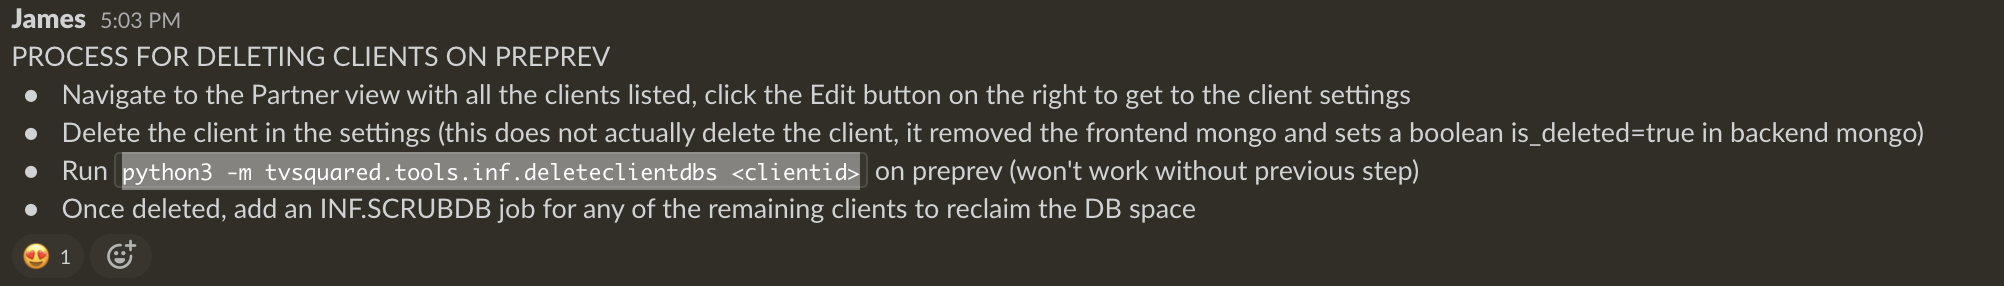 James 5:03 PM
PROCESS FOR DELETING CLIENTS ON PREPREV
● Navigate to the Partner view with all the clients listed, click the Edit button on the right to get to the client settings
● Delete the client in the settings (this does not actually delete the client, it removed the frontend mongo and sets a boolean is_deleted=true in backend mongo)
● Run python3 -m tvsquared.tools.inf.deleteclientdbs <clientid> on preprev (won't work without previous step)
● Once deleted, add an INF.SCRUBDB job for any of the remaining clients to reclaim the DB space
😍 1